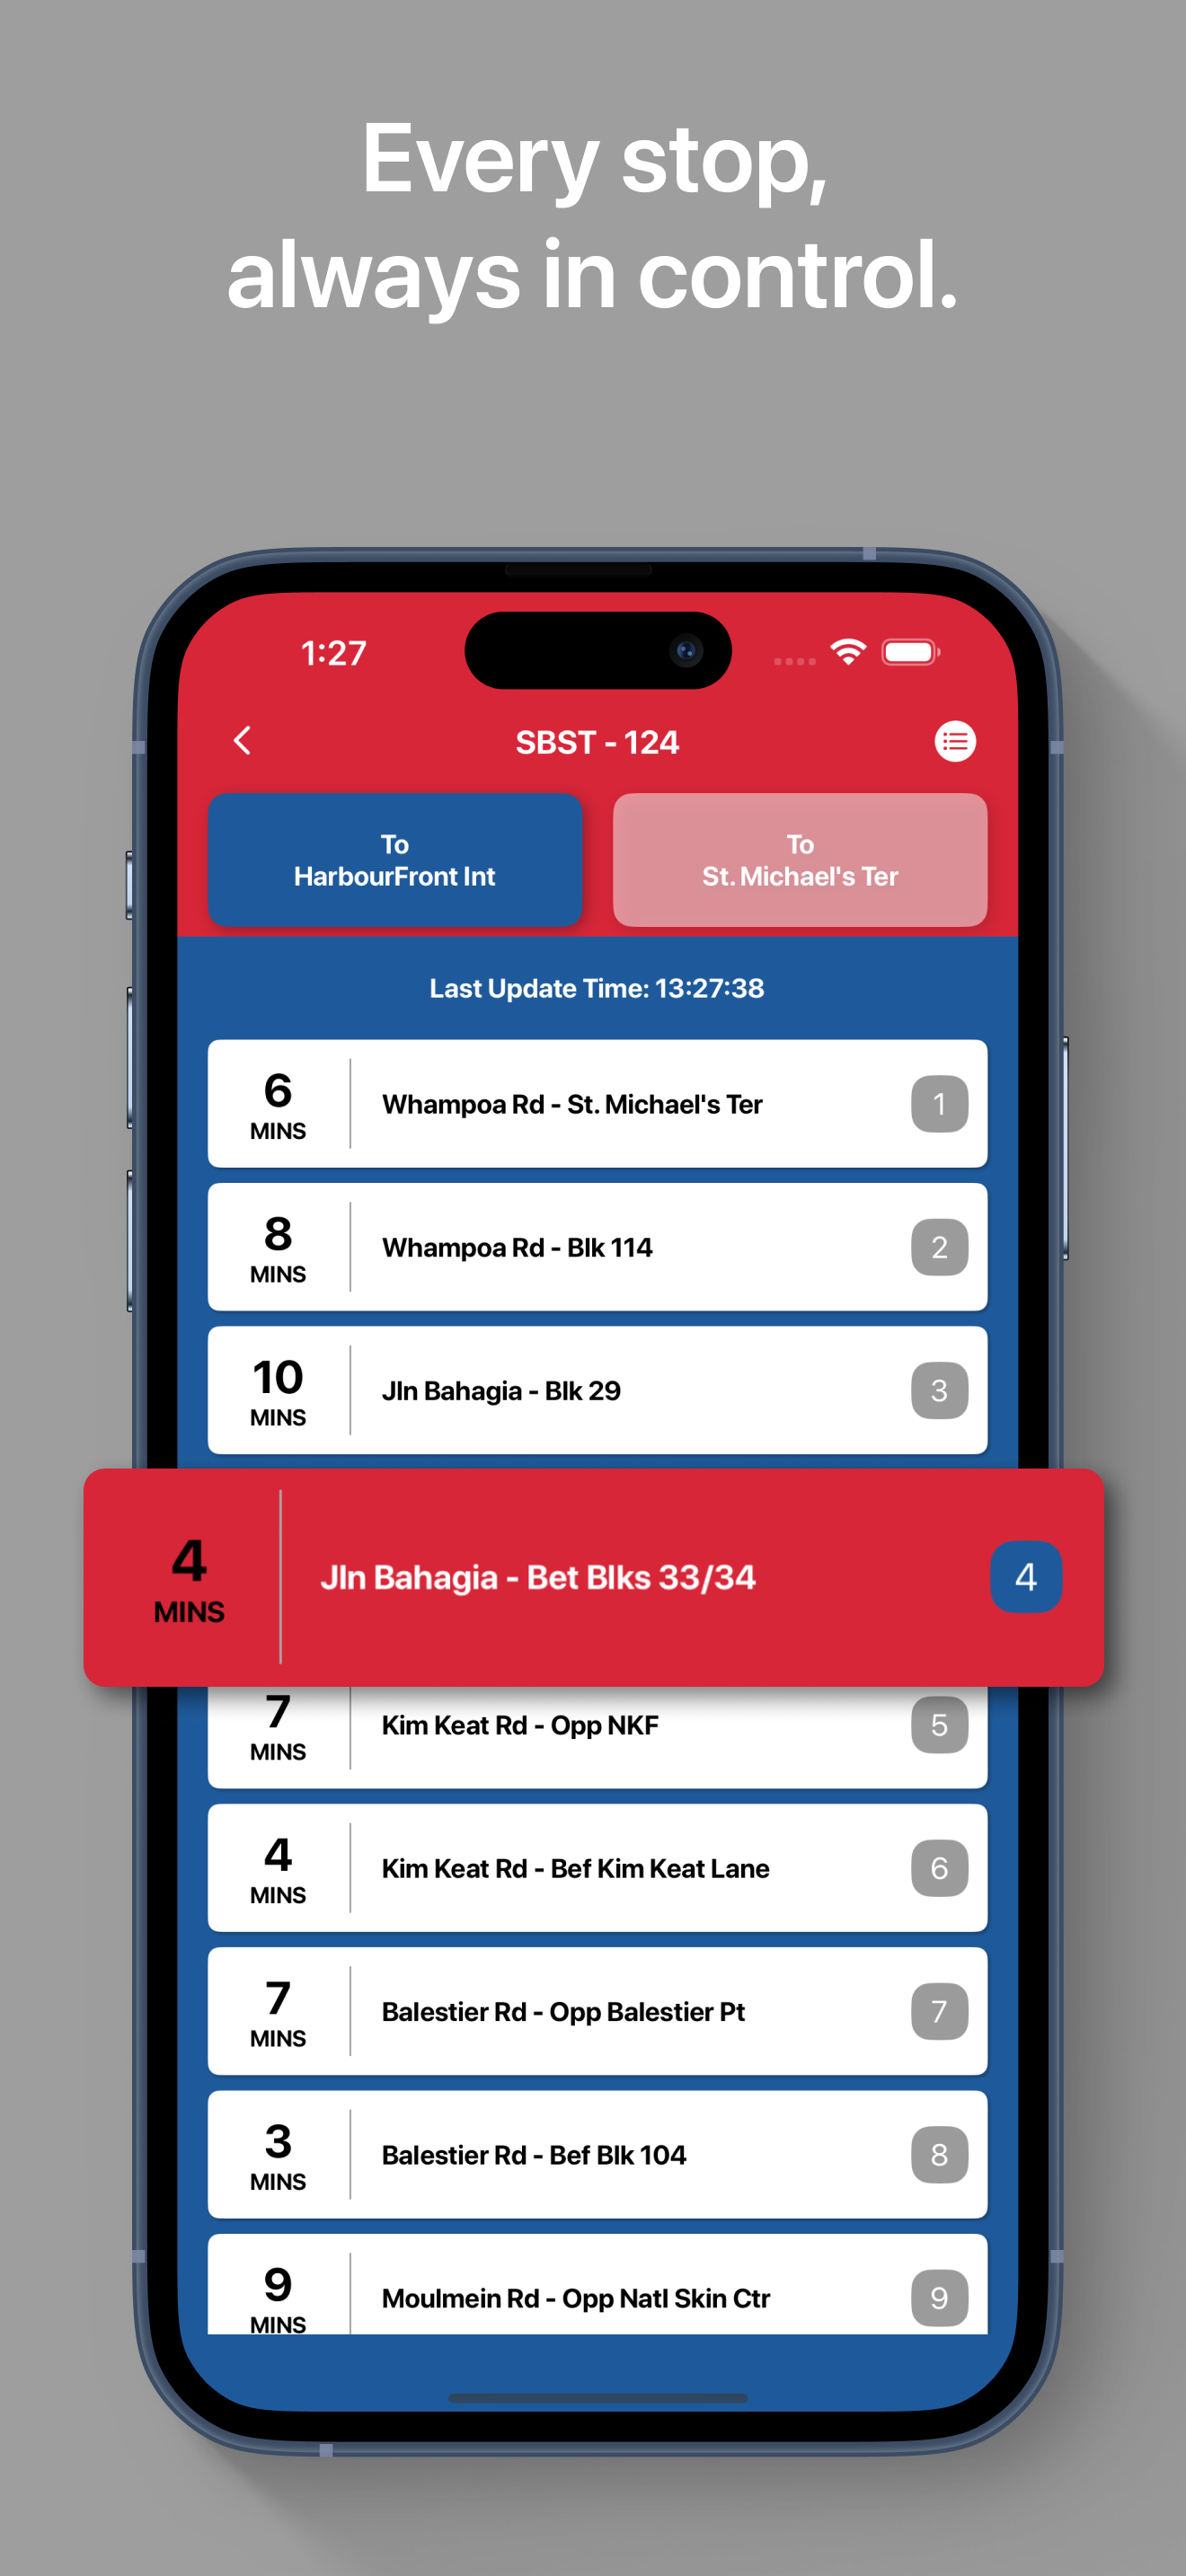 Every stop,
always in control.
1:27
SBST - 124
To
HarbourFront Int
To
St. Michael's Ter
Last Update Time: 13:27:38
6
MINS
Whampoa Rd - St. Michael's Ter
1
8
MINS
Whampoa Rd - Blk 114
2
10
MINS
Jln Bahagia - Blk 29
3
4
MINS
Jln Bahagia - Bet Blks 33/34
4
7
MINS
Kim Keat Rd - Opp NKF
5
4
MINS
Kim Keat Rd - Bef Kim Keat Lane
6
7
MINS
Balestier Rd - Opp Balestier Pt
7
3
MINS
Balestier Rd - Bef Blk 104
8
9
MINS
Moulmein Rd - Opp Natl Skin Ctr
9